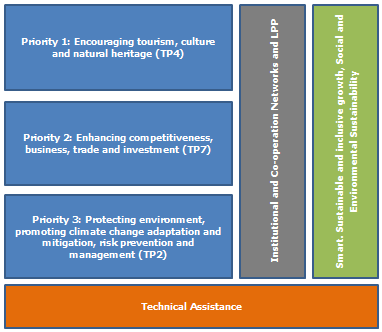 Priority 1: Encouraging tourism, culture
and natural heritage (TP4)
Priority 2: Enhancing competitiveness,
business, trade and investment (TP7)
Priority 3: Protecting environment,
promoting climate change adaptation and
mitigation, risk prevention and
management (TP2)
Institutional and Co-operation Networks and LPP
Smart. Sustainable and inclusive growth, Social and
Environmental Sustainability
Technical Assistance